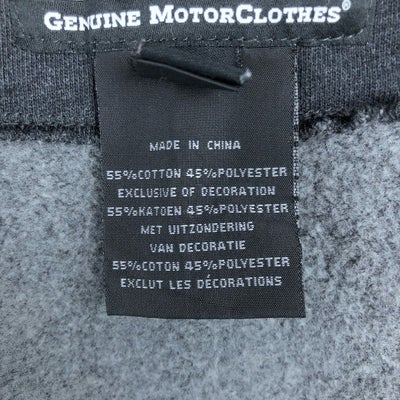 GENUINE MOTORCLOTHES®
MADE IN CHINA
55%COTTON 45%POLYESTER
EXCLUSIVE OF DECORATION
55%KATOEN 45%POLYESTER
MET UITZONDERING
VAN DECORATIE
55%COTON 45%POLYESTER
EXCLUT LES DÉCORATIONS